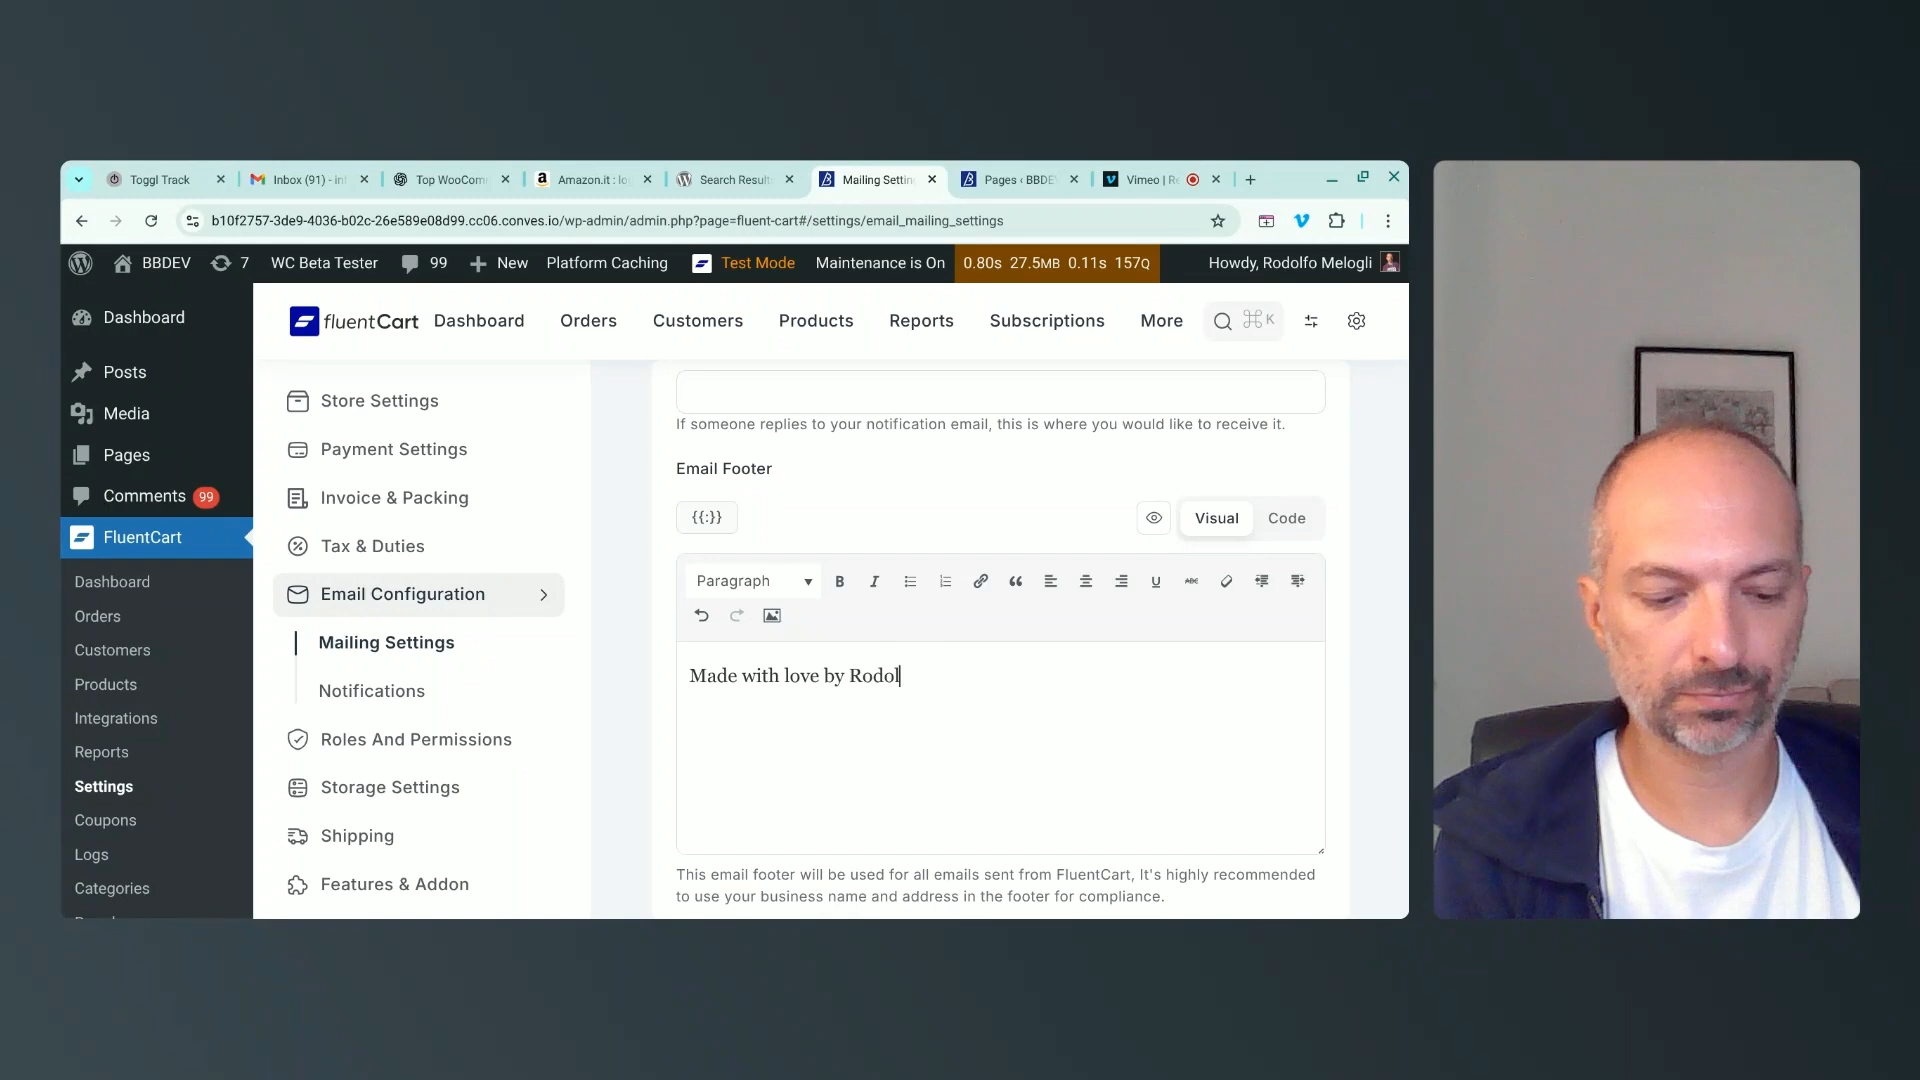 Toggl Track
Inbox (91) - in
Top WooCom
Amazon.it : lo
Search Result
Mailing Settin
Pages ‹ BBDE
Vimeo | Re
b10f2757-3de9-4036-b02c-26e589e08d99.cc06.conves.io/wp-admin/admin.php?page=fluent-cart#/settings/email_mailing_settings
BBDEV
7
WC Beta Tester
99
New
Platform Caching
Test Mode
Maintenance is On
0.80s 27.5MB 0.11s 157Q
Howdy, Rodolfo Melogli
Dashboard
Posts
Media
Pages
Comments 99
FluentCart
Dashboard
Orders
Customers
Products
Integrations
Reports
Settings
Coupons
Logs
Categories
fluentCart
Dashboard
Orders
Customers
Products
Reports
Subscriptions
More
⌘K
Store Settings
Payment Settings
Invoice & Packing
Tax & Duties
Email Configuration
Mailing Settings
Notifications
Roles And Permissions
Storage Settings
Shipping
Features & Addon
If someone replies to your notification email, this is where you would like to receive it.
Email Footer
{{:}}
Visual
Code
Paragraph
B
I
U
ABC
Made with love by Rodol
This email footer will be used for all emails sent from FluentCart, It's highly recommended
to use your business name and address in the footer for compliance.